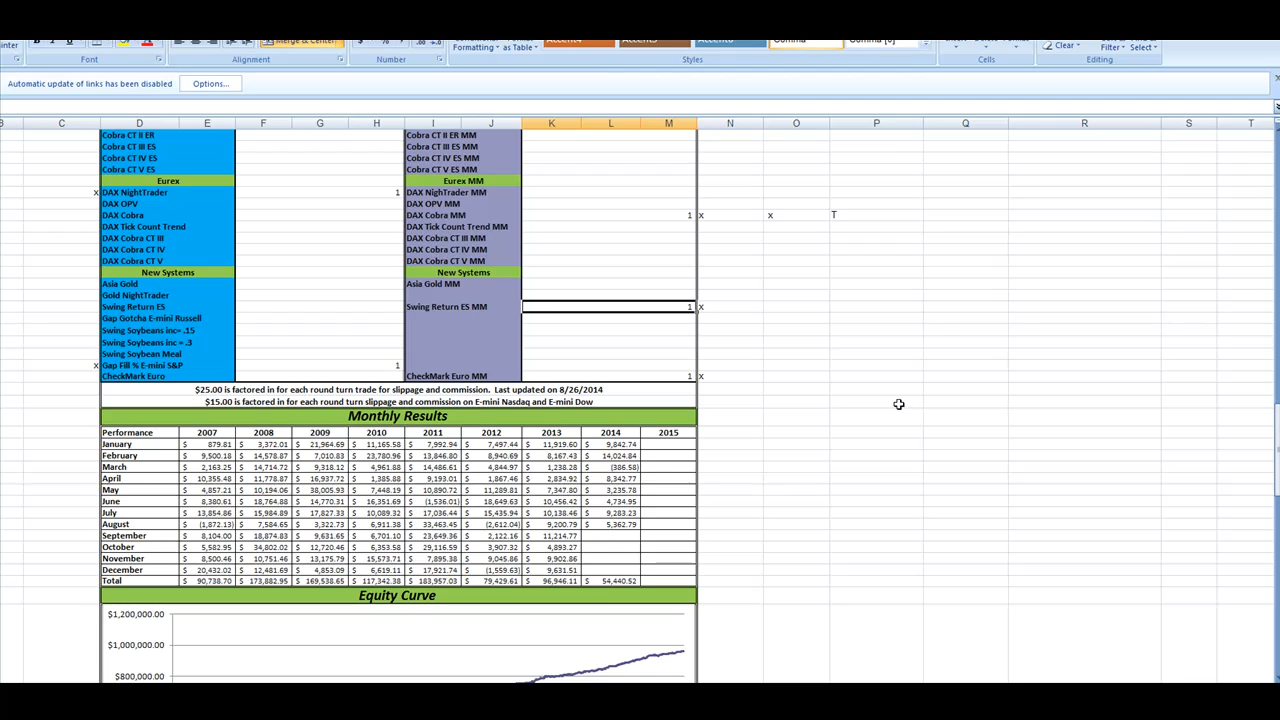 Font Alignment Number Formatting as Table Styles Cells Clear Filter Select Editing
Merge & Center
Automatic update of links has been disabled Options...
C D E F G H I J K L M N O P Q R S T
Cobra CT II ER Cobra CT II ER MM
Cobra CT III ES Cobra CT III ES MM
Cobra CT IV ES Cobra CT IV ES MM
Cobra CT V ES Cobra CT V ES MM
Eurex Eurex MM
x DAX NightTrader 1 DAX NighTrader MM
DAX OPV DAX OPV MM
DAX Cobra DAX Cobra MM 1 x x T
DAX Tick Count Trend DAX Tick Count Trend MM
DAX Cobra CT III DAX Cobra CT III MM
DAX Cobra CT IV DAX Cobra CT IV MM
DAX Cobra CT V DAX Cobra CT V MM
New Systems New Systems
Asia Gold Asia Gold MM
Gold NightTrader
Swing Return ES Swing Return ES MM 1 x
Gap Gotcha E-mini Russell
Swing Soybeans inc= .15
Swing Soybeans inc = .3
Swing Soybean Meal
x Gap Fill % E-mini S&P 1
CheckMark Euro CheckMark Euro MM 1 x
$25.00 is factored in for each round turn trade for slippage and commission. Last updated on 8/26/2014
$15.00 is factored in for each round turn slippage and commission on E-mini Nasdaq and E-mini Dow
Monthly Results
Performance 2007 2008 2009 2010 2011 2012 2013 2014 2015
January $ 879.81 $ 3,372.01 $ 21,964.69 $ 11,165.58 $ 7,992.94 $ 7,497.44 $ 11,919.60 $ 9,842.74
February $ 9,500.18 $ 14,578.87 $ 7,010.83 $ 23,780.96 $ 13,846.80 $ 8,940.69 $ 8,167.43 $ 14,024.84
March $ 2,163.25 $ 14,714.72 $ 9,318.12 $ 4,961.88 $ 14,486.61 $ 4,844.97 $ 1,238.28 $ (386.58)
April $ 10,355.48 $ 11,778.87 $ 16,937.72 $ 1,385.88 $ 9,193.01 $ 1,867.46 $ 2,834.92 $ 8,342.77
May $ 4,857.21 $ 10,194.06 $ 38,005.93 $ 7,448.19 $ 10,890.72 $ 11,289.81 $ 7,347.80 $ 3,235.78
June $ 8,380.61 $ 18,764.88 $ 14,770.31 $ 16,351.69 $ (1,536.01) $ 18,649.63 $ 10,456.42 $ 4,734.95
July $ 13,854.86 $ 15,984.89 $ 17,827.33 $ 10,089.32 $ 17,036.44 $ 15,435.94 $ 10,138.46 $ 9,283.23
August $ (1,872.13) $ 7,584.65 $ 3,322.73 $ 6,911.38 $ 33,463.45 $ (2,612.04) $ 9,200.79 $ 5,362.79
September $ 8,104.00 $ 18,874.83 $ 9,631.65 $ 6,701.10 $ 23,649.36 $ 2,122.16 $ 11,214.77
October $ 5,582.95 $ 34,802.02 $ 12,720.46 $ 6,353.58 $ 29,116.59 $ 3,907.32 $ 4,893.27
November $ 8,500.46 $ 10,751.46 $ 13,175.79 $ 15,573.71 $ 7,895.38 $ 9,045.86 $ 9,902.86
December $ 20,432.02 $ 12,481.69 $ 4,853.09 $ 6,619.11 $ 17,921.74 $ (1,559.63) $ 9,631.51
Total $ 90,738.70 $ 173,882.95 $ 169,538.65 $ 117,342.38 $ 183,957.03 $ 79,429.61 $ 96,946.11 $ 54,440.52
Equity Curve
$1,200,000.00
$1,000,000.00
$800,000.00